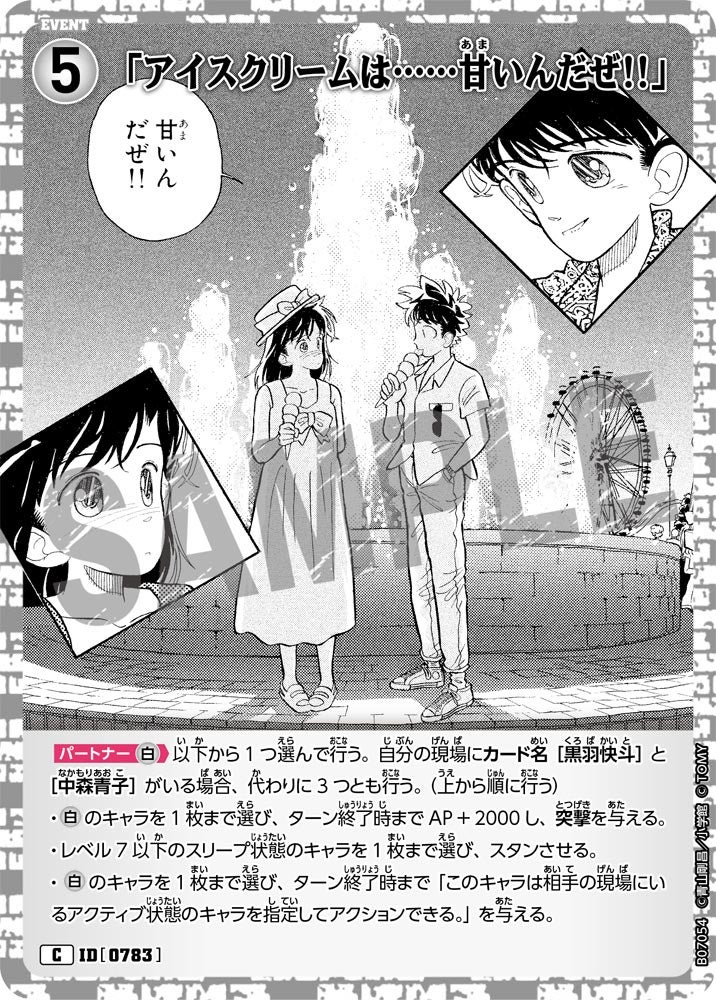 EVENT
5
「アイスクリームは……甘いんだぜ!!」
あま
甘いん
だぜ!!
あま
SAMPLE
パートナー 白 以下から1つ選んで行う。自分の現場にカード名［黒羽快斗］と
［中森青子］がいる場合、代わりに3つとも行う。（上から順に行う）
・白のキャラを1枚まで選び、ターン終了時までAP+2000し、突撃を与える。
・レベル7以下のスリープ状態のキャラを1枚まで選び、スタンさせる。
・白のキャラを1枚まで選び、ターン終了時まで「このキャラは相手の現場にい
るアクティブ状態のキャラを指定してアクションできる。」を与える。
C ID[0783]
B07054 ©青山剛昌／小学館 ©TOMY